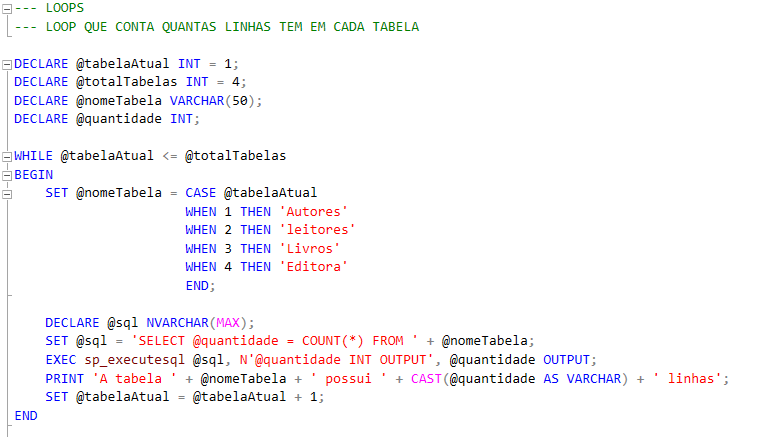 --- LOOPS
--- LOOP QUE CONTA QUANTAS LINHAS TEM EM CADA TABELA
DECLARE @tabelaAtual INT = 1;
DECLARE @totalTabelas INT = 4;
DECLARE @nomeTabela VARCHAR(50);
DECLARE @quantidade INT;
WHILE @tabelaAtual <= @totalTabelas
BEGIN
SET @nomeTabela = CASE @tabelaAtual
WHEN 1 THEN 'Autores'
WHEN 2 THEN 'leitores'
WHEN 3 THEN 'Livros'
WHEN 4 THEN 'Editora'
END;
DECLARE @sql NVARCHAR(MAX);
SET @sql = 'SELECT @quantidade = COUNT(*) FROM ' + @nomeTabela;
EXEC sp_executesql @sql, N'@quantidade INT OUTPUT', @quantidade OUTPUT;
PRINT 'A tabela ' + @nomeTabela + ' possui ' + CAST(@quantidade AS VARCHAR) + ' linhas';
SET @tabelaAtual = @tabelaAtual + 1;
END